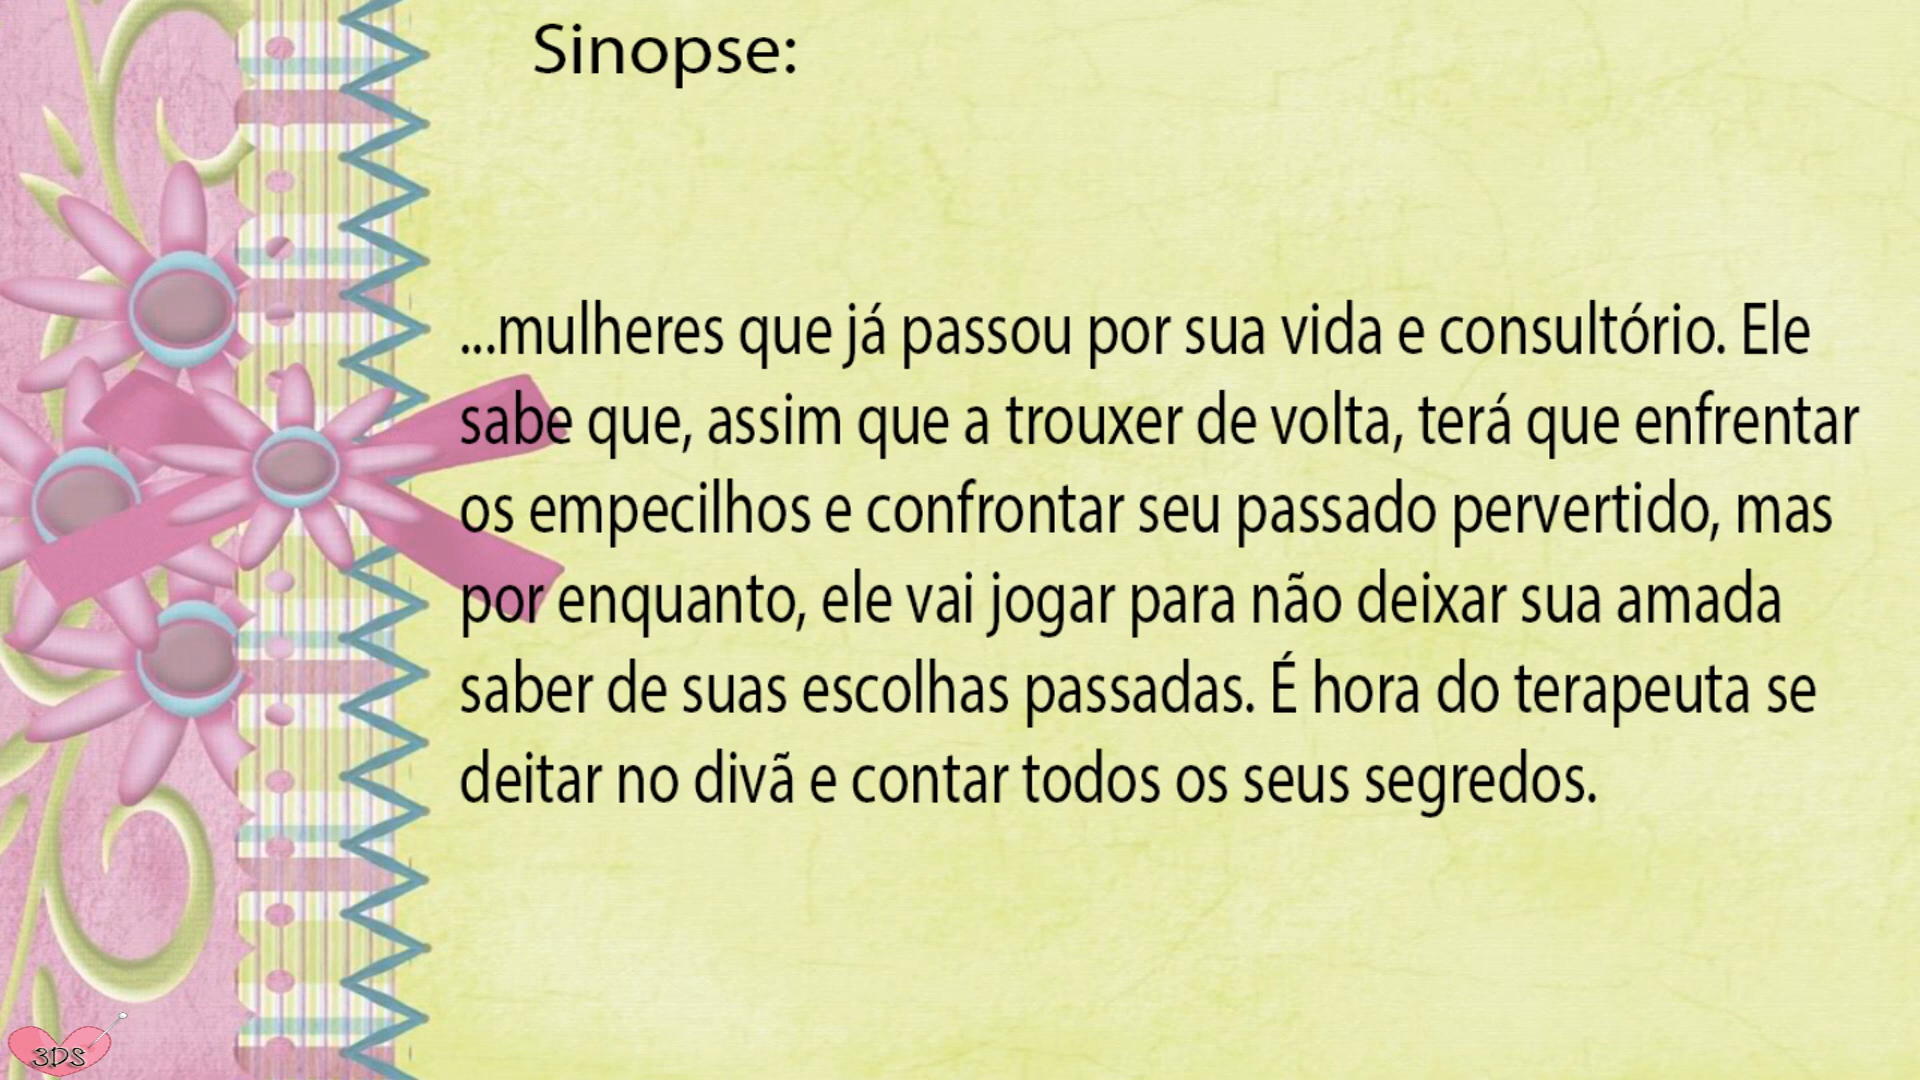 Sinopse:
...mulheres que já passou por sua vida e consultório. Ele
sabe que, assim que a trouxer de volta, terá que enfrentar
os empecilhos e confrontar seu passado pervertido, mas
por enquanto, ele vai jogar para não deixar sua amada
saber de suas escolhas passadas. É hora do terapeuta se
deitar no divã e contar todos os seus segredos.
3DS